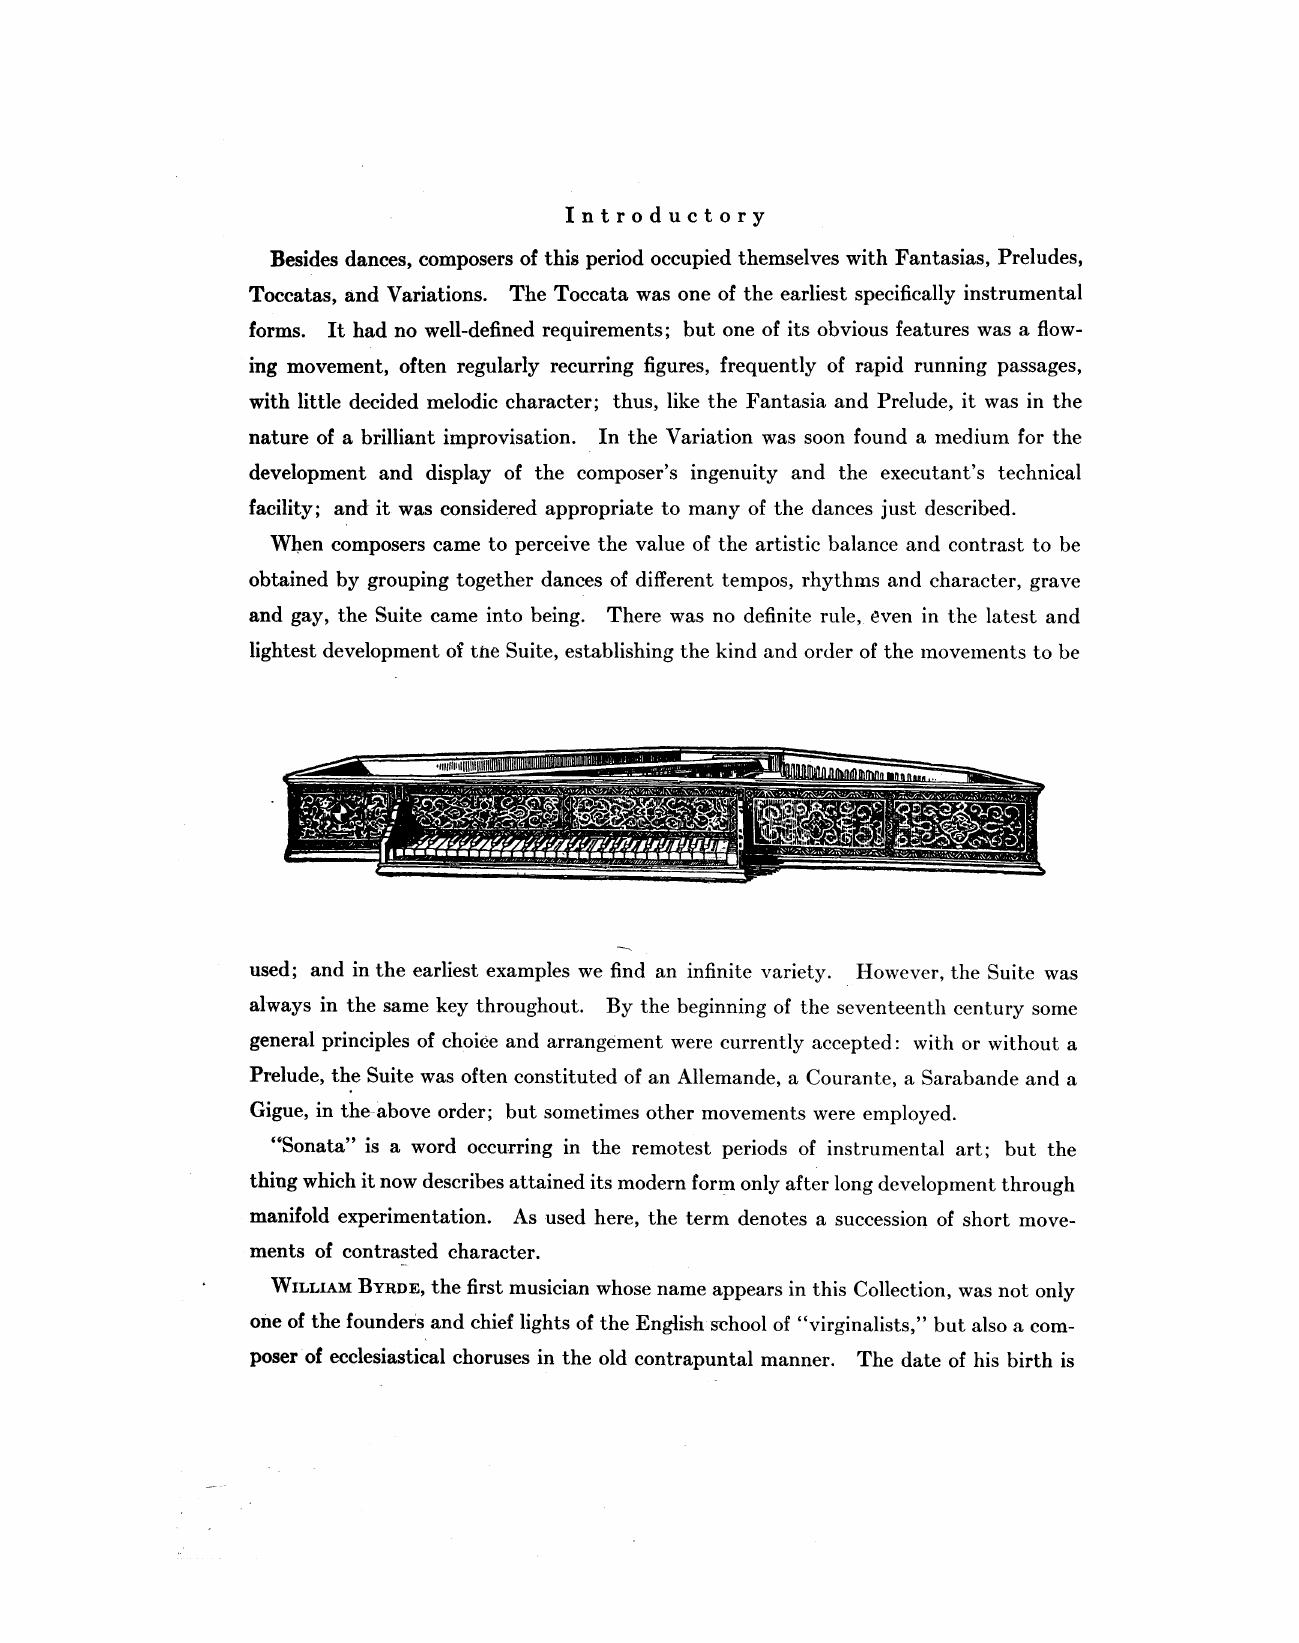 Introductory
Besides dances, composers of this period occupied themselves with Fantasias, Preludes,
Toccatas, and Variations. The Toccata was one of the earliest specifically instrumental
forms. It had no well-defined requirements; but one of its obvious features was a flow-
ing movement, often regularly recurring figures, frequently of rapid running passages,
with little decided melodic character; thus, like the Fantasia and Prelude, it was in the
nature of a brilliant improvisation. In the Variation was soon found a medium for the
development and display of the composer's ingenuity and the executant's technical
facility; and it was considered appropriate to many of the dances just described.
When composers came to perceive the value of the artistic balance and contrast to be
obtained by grouping together dances of different tempos, rhythms and character, grave
and gay, the Suite came into being. There was no definite rule, even in the latest and
lightest development of the Suite, establishing the kind and order of the movements to be
used; and in the earliest examples we find an infinite variety. However, the Suite was
always in the same key throughout. By the beginning of the seventeenth century some
general principles of choice and arrangement were currently accepted: with or without a
Prelude, the Suite was often constituted of an Allemande, a Courante, a Sarabande and a
Gigue, in the above order; but sometimes other movements were employed.
"Sonata" is a word occurring in the remotest periods of instrumental art; but the
thing which it now describes attained its modern form only after long development through
manifold experimentation. As used here, the term denotes a succession of short move-
ments of contrasted character.
WILLIAM BYRDE, the first musician whose name appears in this Collection, was not only
one of the founders and chief lights of the English school of "virginalists," but also a com-
poser of ecclesiastical choruses in the old contrapuntal manner. The date of his birth is